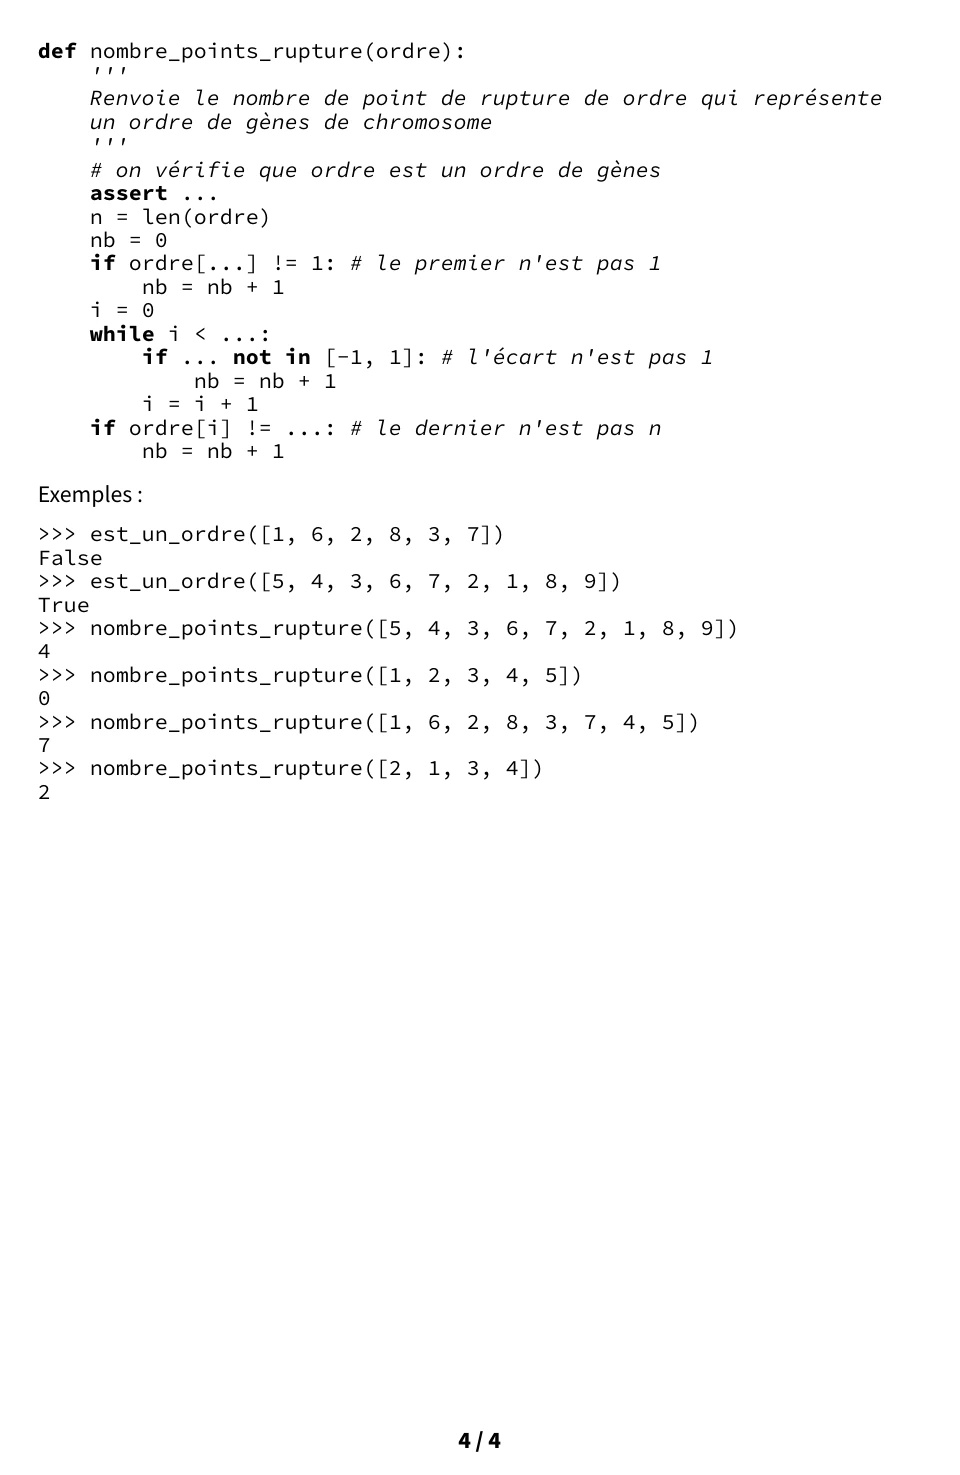 def nombre_points_rupture(ordre):
    '''
    Renvoie le nombre de point de rupture de ordre qui représente
    un ordre de gènes de chromosome
    '''
    # on vérifie que ordre est un ordre de gènes
    assert ...
    n = len(ordre)
    nb = 0
    if ordre[...] != 1: # le premier n'est pas 1
        nb = nb + 1
    i = 0
    while i < ...:
        if ... not in [-1, 1]: # l'écart n'est pas 1
            nb = nb + 1
        i = i + 1
    if ordre[i] != ...: # le dernier n'est pas n
        nb = nb + 1
Exemples :
>>> est_un_ordre([1, 6, 2, 8, 3, 7])
False
>>> est_un_ordre([5, 4, 3, 6, 7, 2, 1, 8, 9])
True
>>> nombre_points_rupture([5, 4, 3, 6, 7, 2, 1, 8, 9])
4
>>> nombre_points_rupture([1, 2, 3, 4, 5])
0
>>> nombre_points_rupture([1, 6, 2, 8, 3, 7, 4, 5])
7
>>> nombre_points_rupture([2, 1, 3, 4])
2
4 / 4